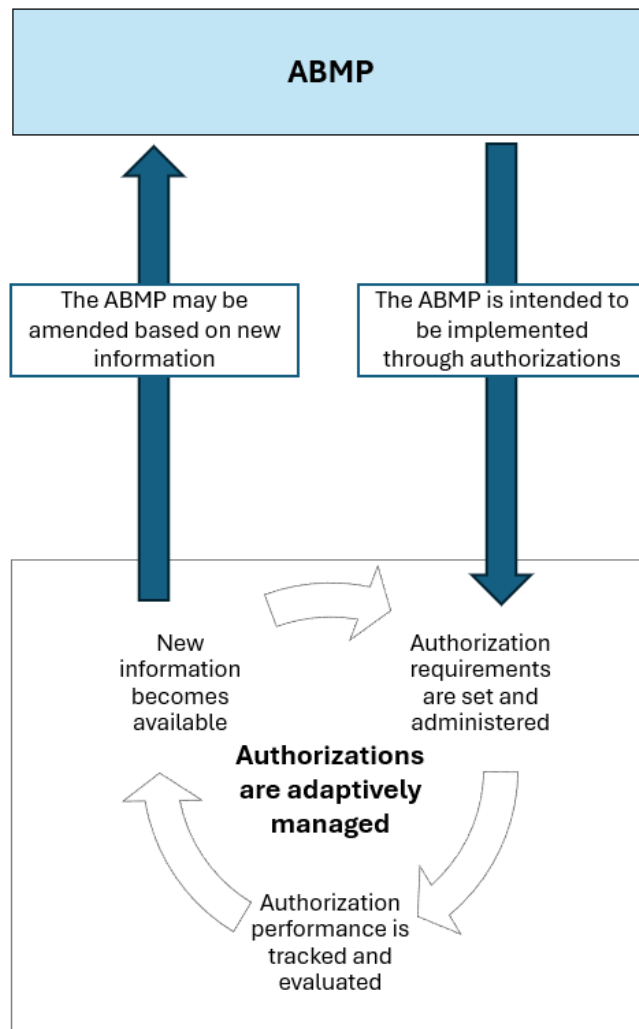 ABMP
The ABMP may be
amended based on new
information
The ABMP is intended to
be implemented
through authorizations
New
information
becomes
available
Authorization
requirements
are set and
administered
Authorizations
are adaptively
managed
Authorization
performance is
tracked and
evaluated